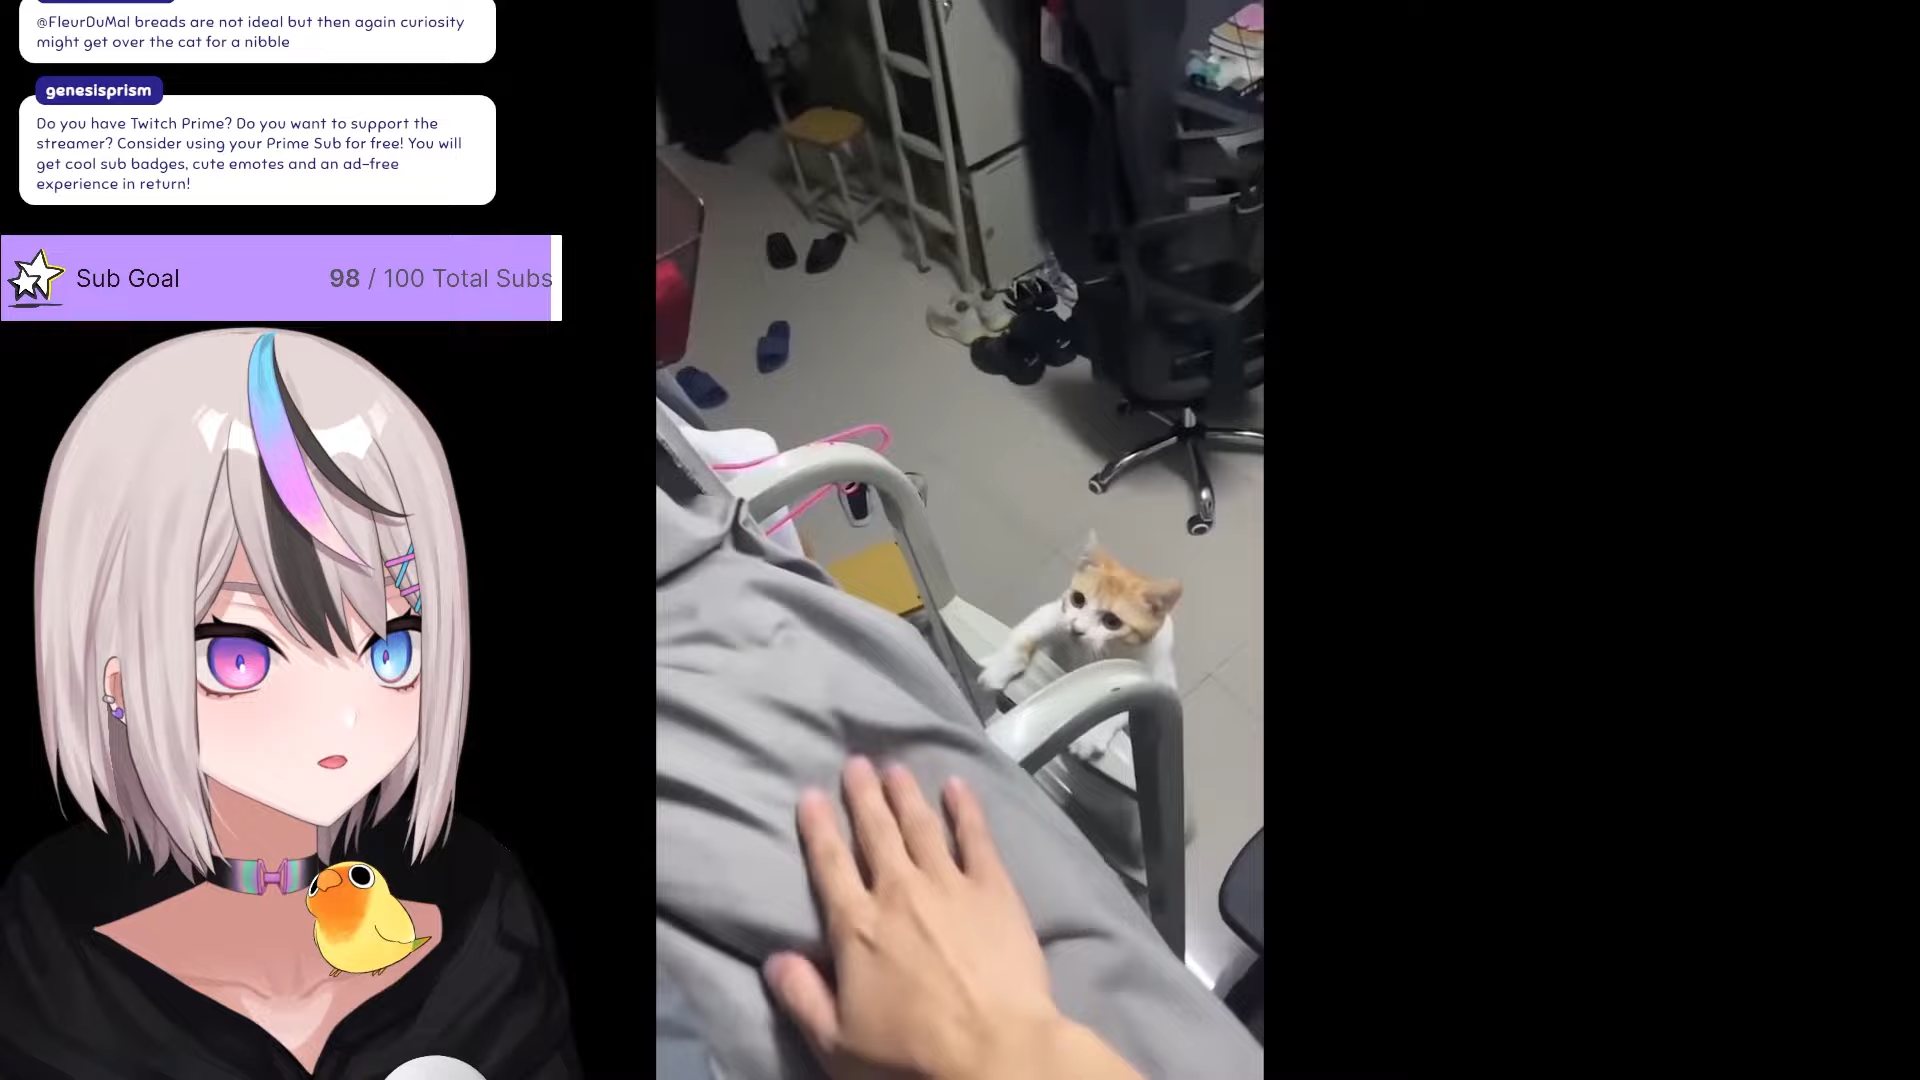 @FleurDuMal breads are not ideal but then again curiosity
might get over the cat for a nibble
genesisprism
Do you have Twitch Prime? Do you want to support the
streamer? Consider using your Prime Sub for free! You will
get cool sub badges, cute emotes and an ad-free
experience in return!
Sub Goal
98 / 100 Total Subs